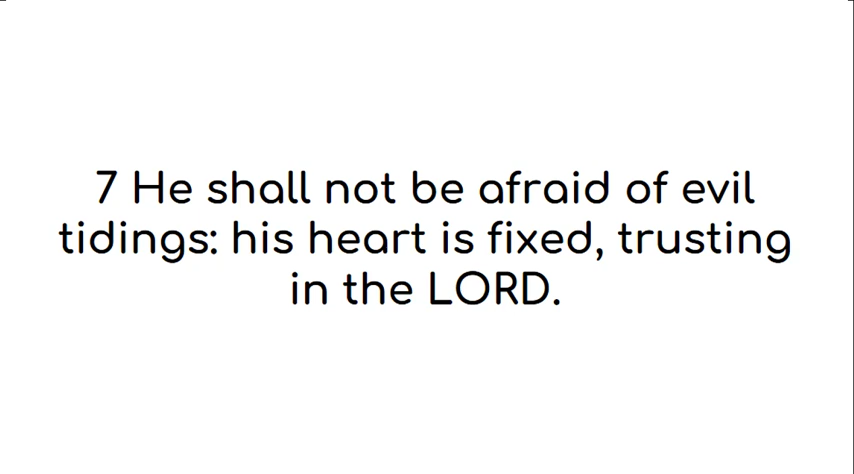 7 He shall not be afraid of evil
tidings: his heart is fixed, trusting
in the LORD.